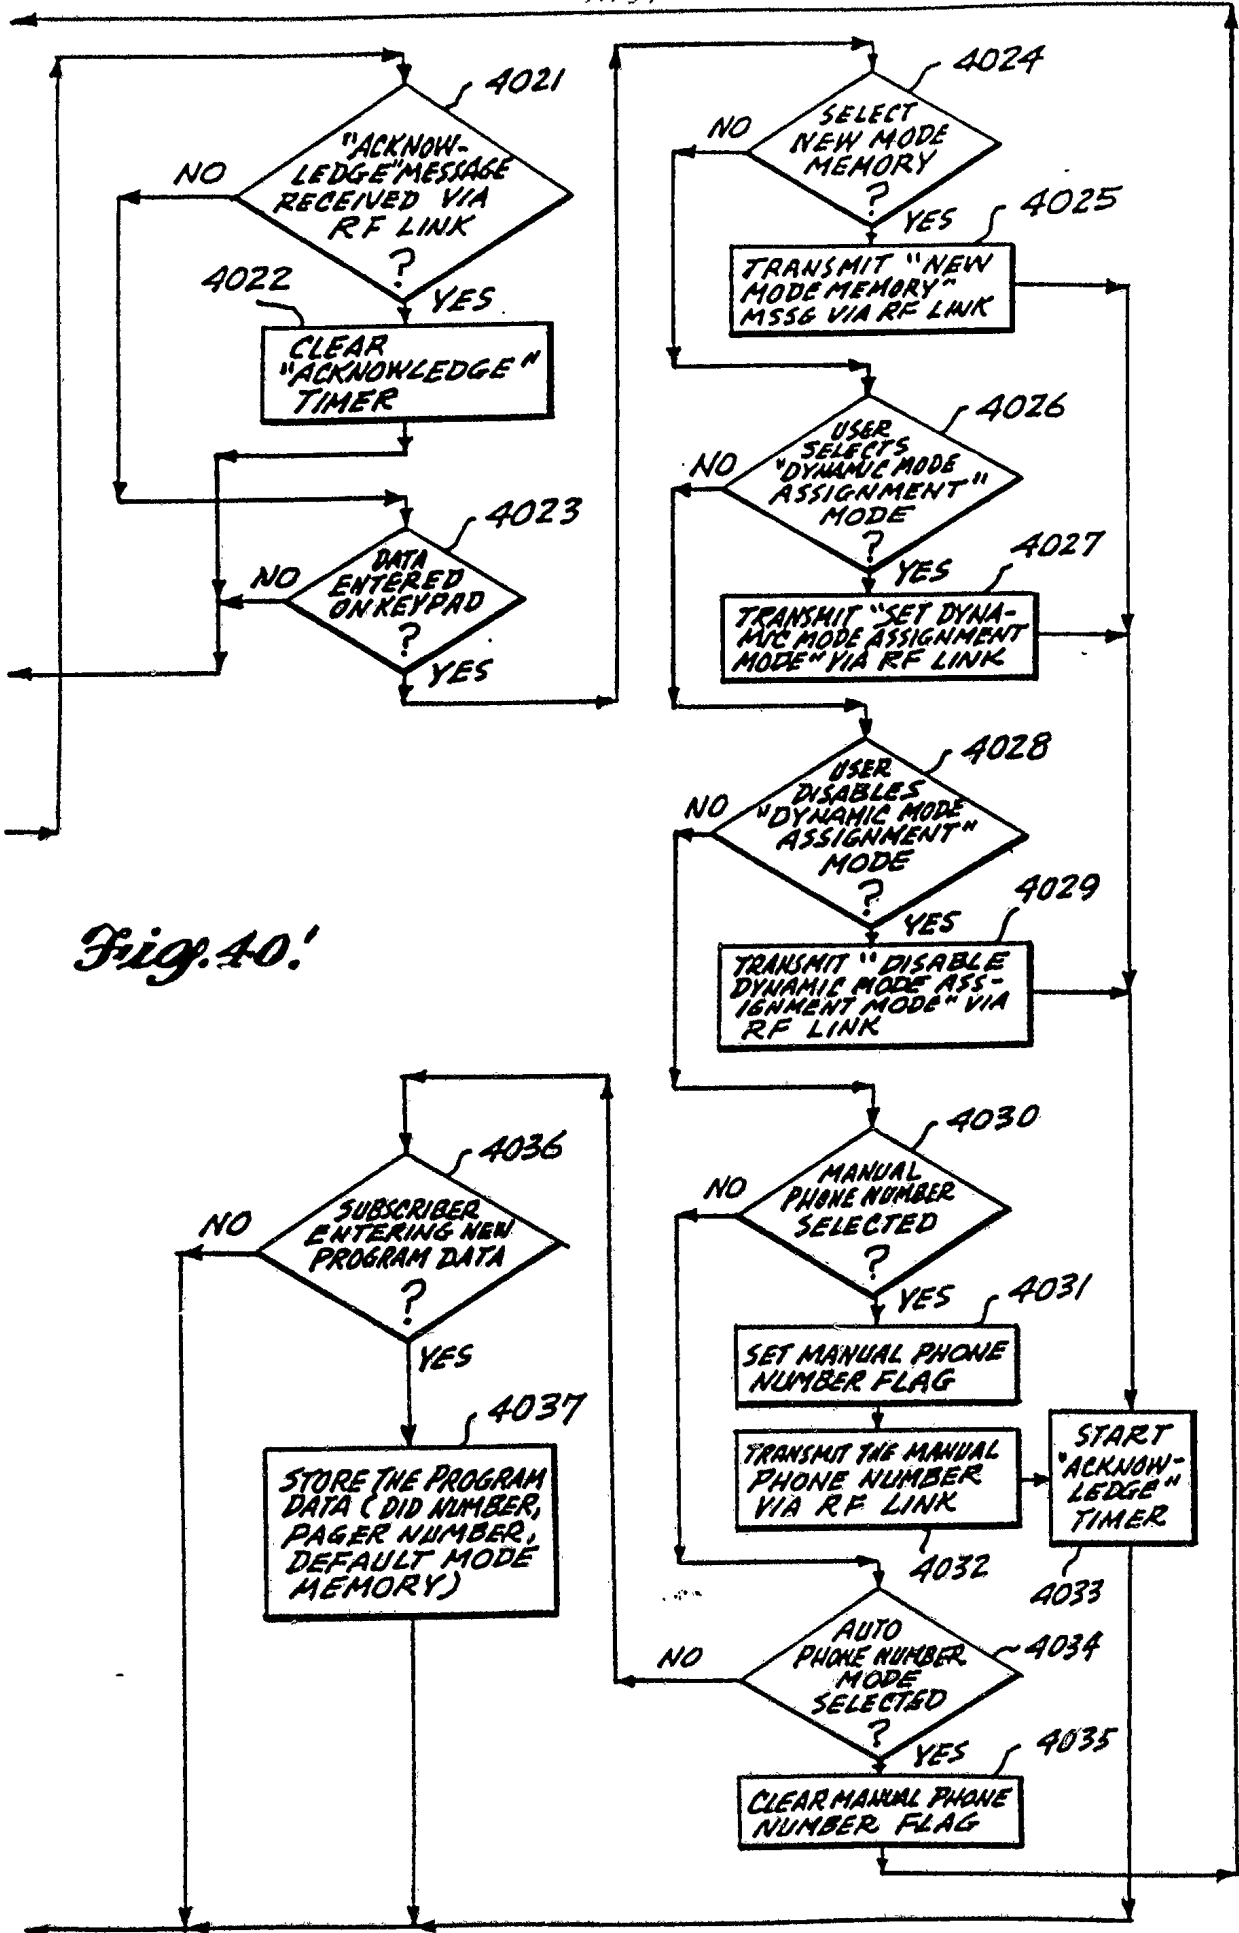 4021
"ACKNOW-
LEDGE" MESSAGE
RECEIVED VIA
RF LINK
?
NO
YES
4022
CLEAR
"ACKNOWLEDGE"
TIMER
4023
DATA
ENTERED
ON KEYPAD
?
NO
YES
4024
SELECT
NEW MODE
MEMORY
?
NO
YES
4025
TRANSMIT "NEW
MODE MEMORY"
MSSG VIA RF LINK
4026
USER
SELECTS
"DYNAMIC MODE
ASSIGNMENT"
MODE
?
NO
YES
4027
TRANSMIT "SET DYNA-
MIC MODE ASSIGNMENT
MODE" VIA RF LINK
4028
USER
DISABLES
"DYNAMIC MODE
ASSIGNMENT"
MODE
?
NO
YES
4029
TRANSMIT "DISABLE
DYNAMIC MODE ASS-
IGNMENT MODE" VIA
RF LINK
Fig. 40.'
4030
MANUAL
PHONE NUMBER
SELECTED
?
NO
YES
4031
SET MANUAL PHONE
NUMBER FLAG
TRANSMIT THE MANUAL
PHONE NUMBER
VIA RF LINK
4032
START
"ACKNOW-
LEDGE"
TIMER
4033
AUTO
PHONE NUMBER
MODE
SELECTED
?
4034
NO
YES
4035
CLEAR MANUAL PHONE
NUMBER FLAG
4036
SUBSCRIBER
ENTERING NEW
PROGRAM DATA
?
NO
YES
4037
STORE THE PROGRAM
DATA (DID NUMBER,
PAGER NUMBER,
DEFAULT MODE
MEMORY)